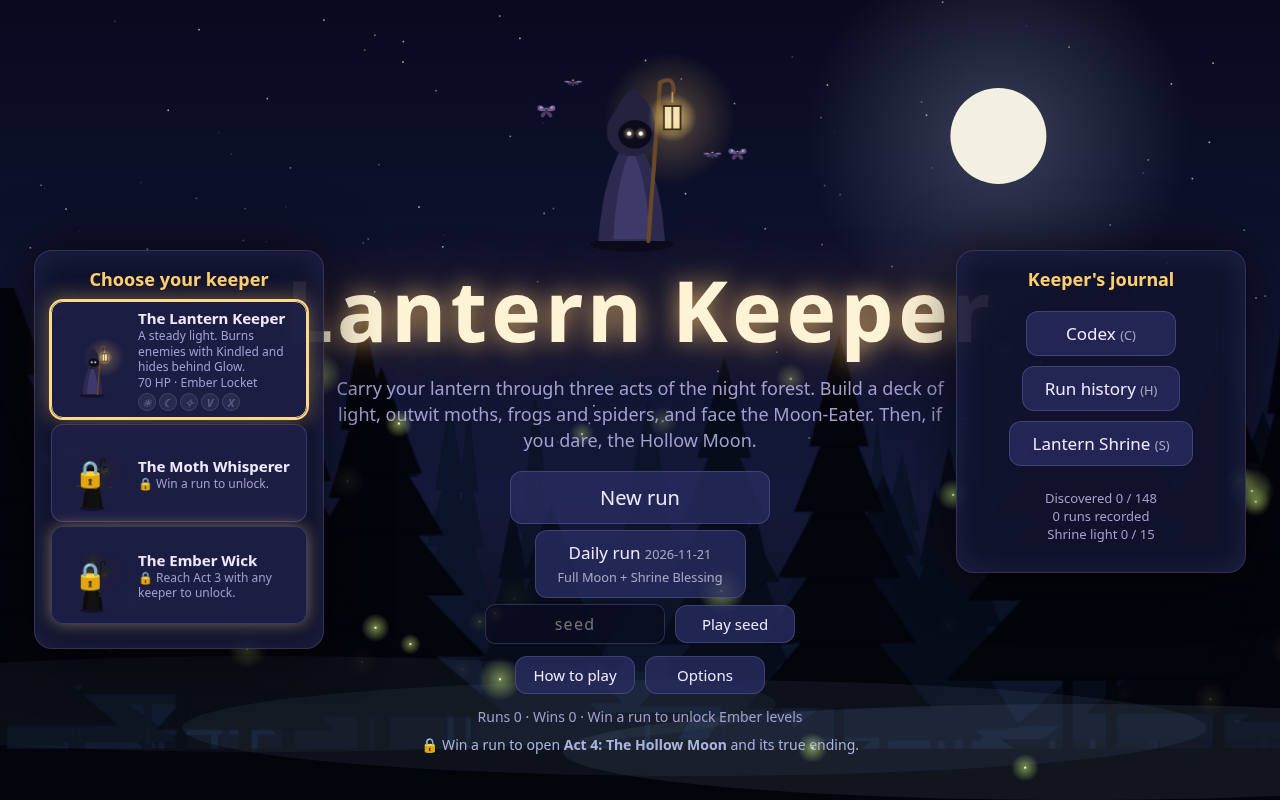 Lantern Keeper
Choose your keeper
The Lantern Keeper
A steady light. Burns
enemies with Kindled and
hides behind Glow.
70 HP · Ember Locket
The Moth Whisperer
🔒 Win a run to unlock.
The Ember Wick
🔒 Reach Act 3 with any
keeper to unlock.
Carry your lantern through three acts of the night forest. Build a deck of
light, outwit moths, frogs and spiders, and face the Moon-Eater. Then, if
you dare, the Hollow Moon.
New run
Daily run 2026-11-21
Full Moon + Shrine Blessing
seed
Play seed
How to play
Options
Runs 0 · Wins 0 · Win a run to unlock Ember levels
🔒 Win a run to open Act 4: The Hollow Moon and its true ending.
Keeper's journal
Codex (C)
Run history (H)
Lantern Shrine (S)
Discovered 0 / 148
0 runs recorded
Shrine light 0 / 15